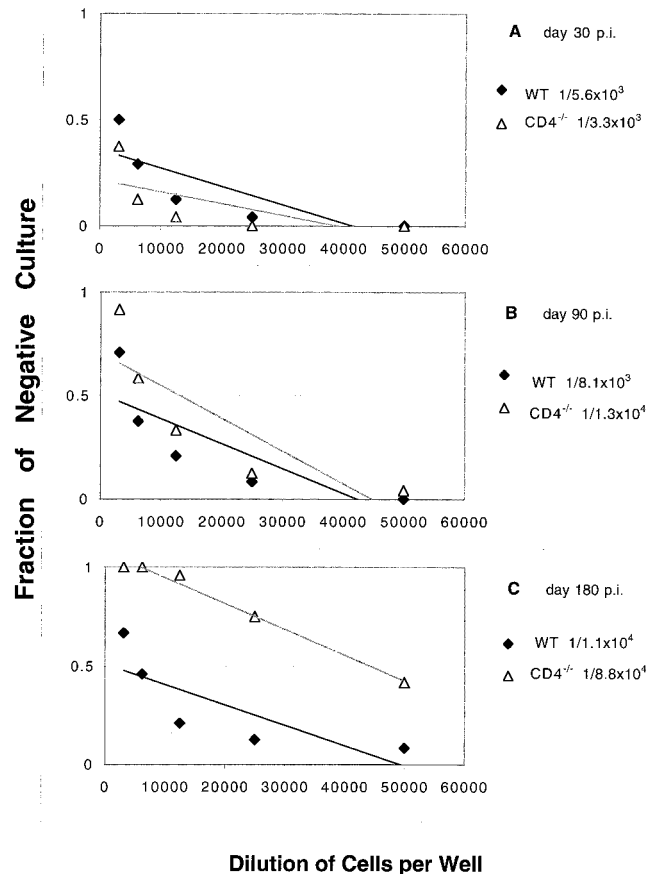 Fraction of Negative Culture
1
0.5
0
0 10000 20000 30000 40000 50000 60000
A day 30 p.i.
WT 1/5.6x10³
CD4⁻/⁻ 1/3.3x10³
1
0.5
0
0 10000 20000 30000 40000 50000 60000
B day 90 p.i.
WT 1/8.1x10³
CD4⁻/⁻ 1/1.3x10⁴
1
0.5
0
0 10000 20000 30000 40000 50000 60000
C day 180 p.i.
WT 1/1.1x10⁴
CD4⁻/⁻ 1/8.8x10⁴
Dilution of Cells per Well